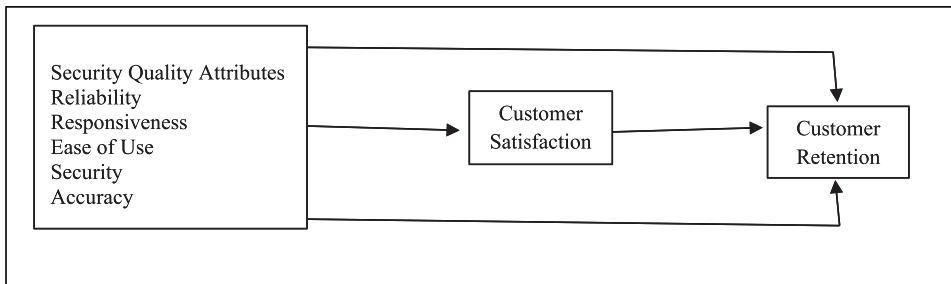 Security Quality Attributes
Reliability
Responsiveness
Ease of Use
Security
Accuracy
Customer
Satisfaction
Customer
Retention